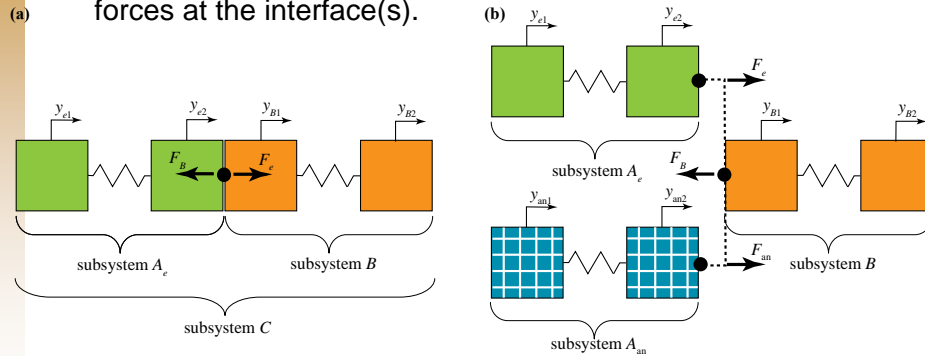 forces at the interface(s).
(a)
y_e1
y_e2
y_B1
y_B2
F_B
F_e
subsystem A_e
subsystem B
subsystem C
(b)
y_e1
y_e2
F_e
subsystem A_e
y_B1
y_B2
F_B
y_an1
y_an2
F_an
subsystem B
subsystem A_an